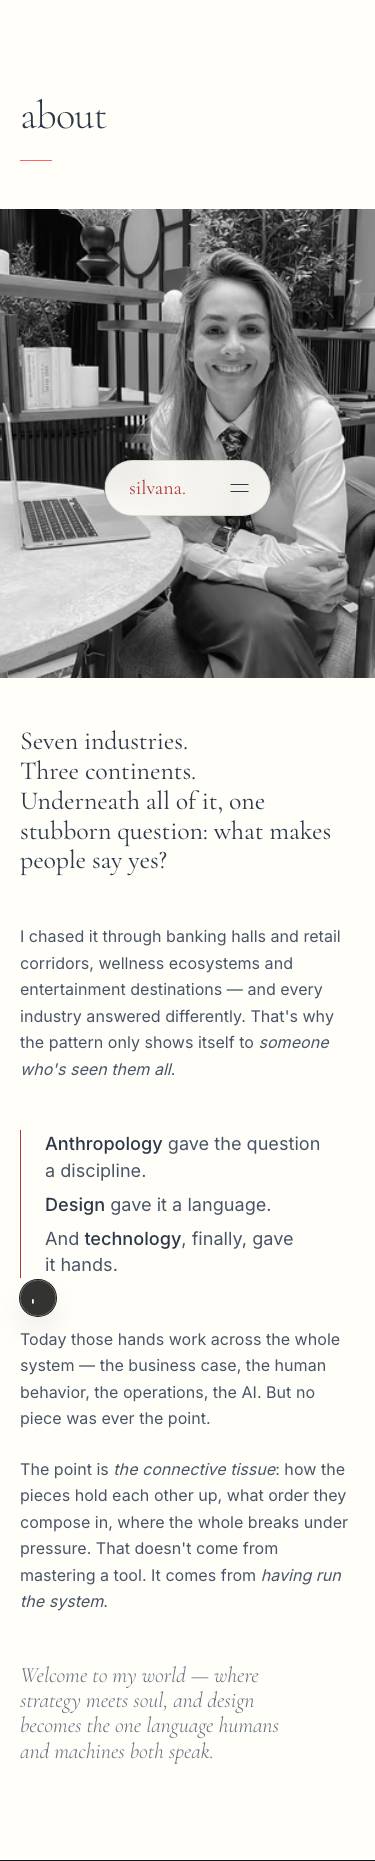 about
silvana.
Seven industries.
Three continents.
Underneath all of it, one
stubborn question: what makes
people say yes?
I chased it through banking halls and retail
corridors, wellness ecosystems and
entertainment destinations — and every
industry answered differently. That's why
the pattern only shows itself to someone
who's seen them all.
Anthropology gave the question
a discipline.
Design gave it a language.
And technology, finally, gave
it hands.
Today those hands work across the whole
system — the business case, the human
behavior, the operations, the AI. But no
piece was ever the point.
The point is the connective tissue: how the
pieces hold each other up, what order they
compose in, where the whole breaks under
pressure. That doesn't come from
mastering a tool. It comes from having run
the system.
Welcome to my world — where
strategy meets soul, and design
becomes the one language humans
and machines both speak.